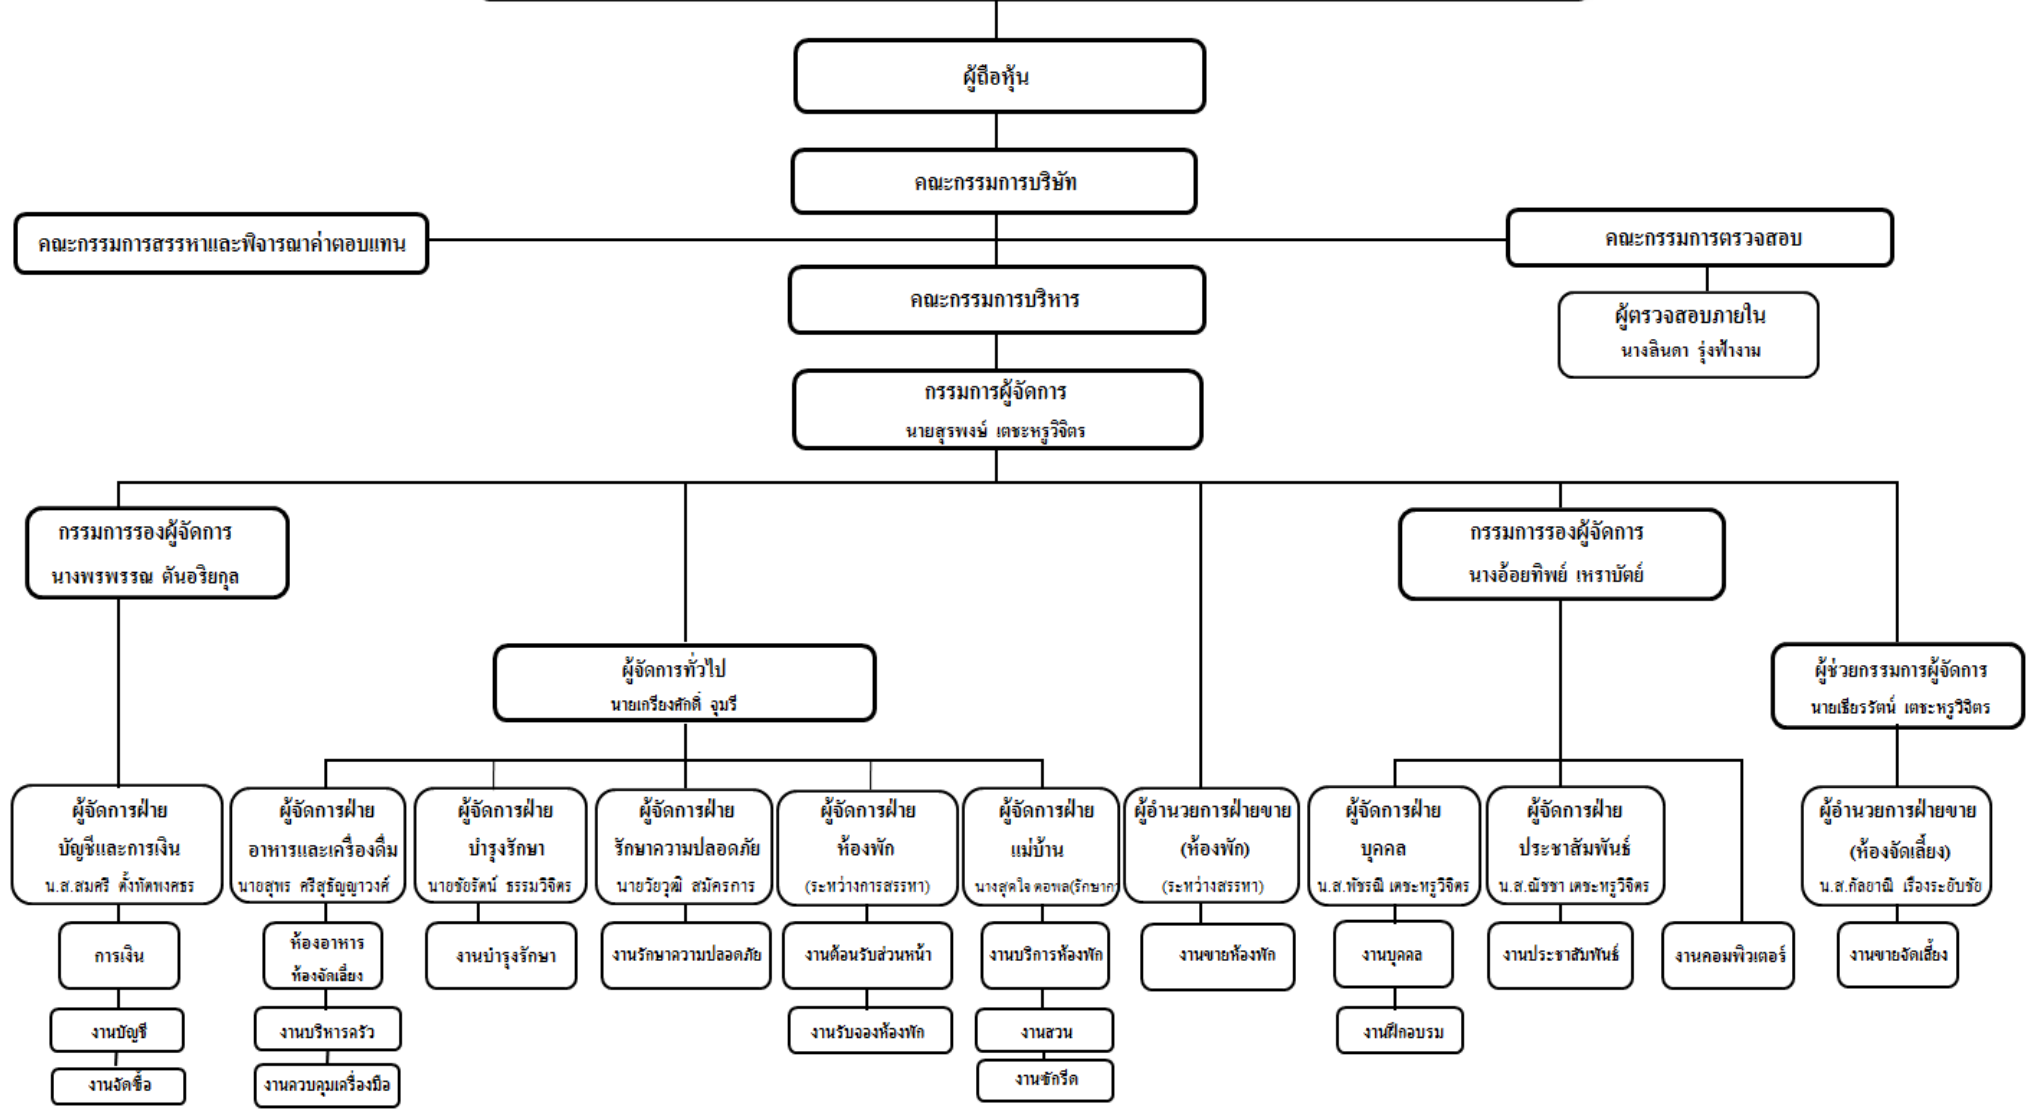 ผู้ถือหุ้น
คณะกรรมการบริษัท
คณะกรรมการสรรหาและพิจารณาค่าตอบแทน
คณะกรรมการตรวจสอบ
คณะกรรมการบริหาร
ผู้ตรวจสอบภายใน
นางลินดา รุ่งฟ้างาม
กรรมการผู้จัดการ
นายสุรพงษ์ เตชะหรูวิจิตร
กรรมการรองผู้จัดการ
นางพรพรรณ ตันอริยกุล
กรรมการรองผู้จัดการ
นางอ้อยทิพย์ เหราบัตย์
ผู้จัดการทั่วไป
นายเกรียงศักดิ์ จุมรี
ผู้ช่วยกรรมการผู้จัดการ
นายเธียรรัตน์ เตชะหรูวิจิตร
ผู้จัดการฝ่าย
บัญชีและการเงิน
น.ส.สมศรี ตั้งทัตพงศธร
ผู้จัดการฝ่าย
อาหารและเครื่องดื่ม
นายสุพร ศรีสุธัญญาวงศ์
ผู้จัดการฝ่าย
บำรุงรักษา
นายชัยรัตน์ ธรรมวิจิตร
ผู้จัดการฝ่าย
รักษาความปลอดภัย
นายวัยวุฒิ สมัครการ
ผู้จัดการฝ่าย
ห้องพัก
(ระหว่างการสรรหา)
ผู้จัดการฝ่าย
แม่บ้าน
นางสุดใจ ดอพล(รักษาก
ผู้อำนวยการฝ่ายขาย
(ห้องพัก)
(ระหว่างสรรหา)
ผู้จัดการฝ่าย
บุคคล
น.ส.พัชรณี เตชะหรูวิจิตร
ผู้จัดการฝ่าย
ประชาสัมพันธ์
น.ส.ณัชชา เตชะหรูวิจิตร
ผู้อำนวยการฝ่ายขาย
(ห้องจัดเลี้ยง)
น.ส.กัลยาณี เรืองระยับชัย
การเงิน
ห้องอาหาร
ห้องจัดเลี้ยง
งานบำรุงรักษา
งานรักษาความปลอดภัย
งานต้อนรับส่วนหน้า
งานบริการห้องพัก
งานขายห้องพัก
งานบุคคล
งานประชาสัมพันธ์
งานคอมพิวเตอร์
งานขายจัดเลี้ยง
งานบัญชี
งานบริหารครัว
งานรับจองห้องพัก
งานสวน
งานฝึกอบรม
งานจัดซื้อ
งานควบคุมเครื่องมือ
งานซักรีด